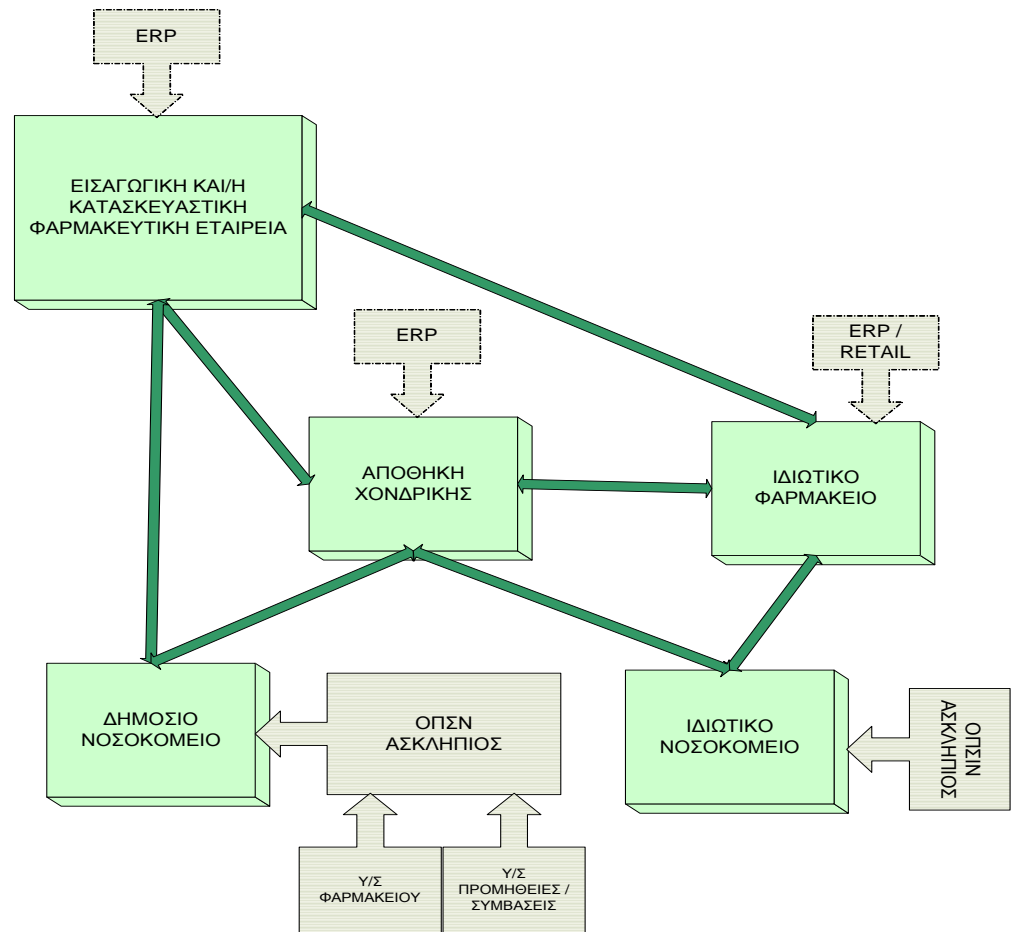 ERP
ΕΙΣΑΓΩΓΙΚΗ ΚΑΙ/Η
ΚΑΤΑΣΚΕΥΑΣΤΙΚΗ
ΦΑΡΜΑΚΕΥΤΙΚΗ ΕΤΑΙΡΕΙΑ
ERP
ERP /
RETAIL
ΑΠΟΘΗΚΗ
ΧΟΝΔΡΙΚΗΣ
ΙΔΙΩΤΙΚΟ
ΦΑΡΜΑΚΕΙΟ
ΔΗΜΟΣΙΟ
ΝΟΣΟΚΟΜΕΙΟ
ΟΠΣΝ
ΑΣΚΛΗΠΙΟΣ
ΙΔΙΩΤΙΚΟ
ΝΟΣΟΚΟΜΕΙΟ
ΟΠΣΙΝ
ΑΣΚΛΗΠΙΟΣ
Υ/Σ
ΦΑΡΜΑΚΕΙΟΥ
Υ/Σ
ΠΡΟΜΗΘΕΙΕΣ /
ΣΥΜΒΑΣΕΙΣ